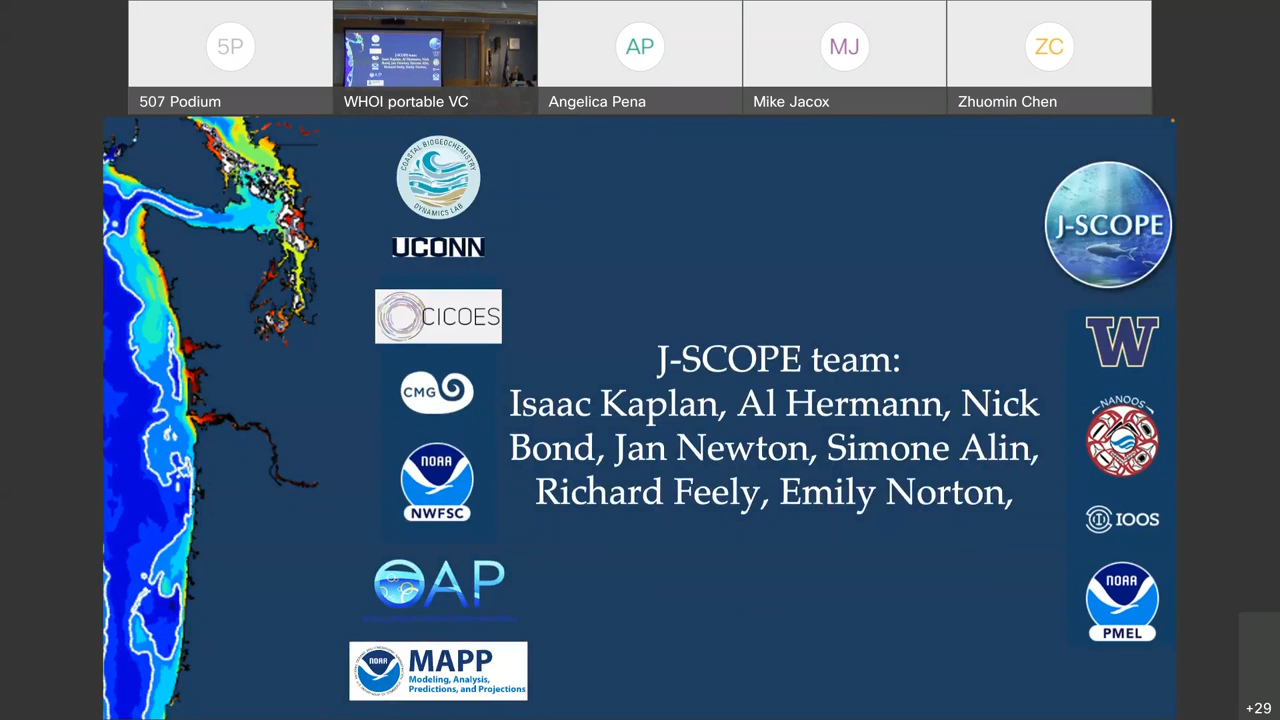 5P
AP
MJ
ZC
507 Podium
WHOI portable VC
Angelica Pena
Mike Jacox
Zhuomin Chen
COASTAL BIOGEOCHEMISTRY
DYNAMICS LAB
UCONN
CICOES
CMG
NOAA
NWFSC
OAP
NOAA
MAPP
Modeling, Analysis,
Predictions, and Projections
J-SCOPE team:
Isaac Kaplan, Al Hermann, Nick
Bond, Jan Newton, Simone Alin,
Richard Feely, Emily Norton,
J-SCOPE
W
NANOOS
IOOS
NOAA
PMEL
+29